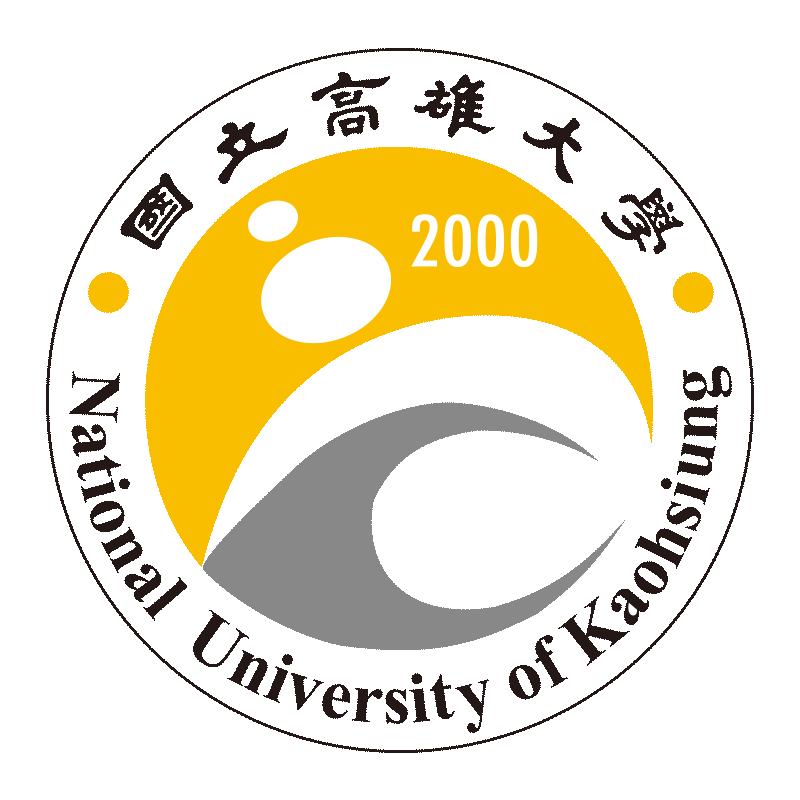 國立高雄大學
2000
National University of Kaohsiung